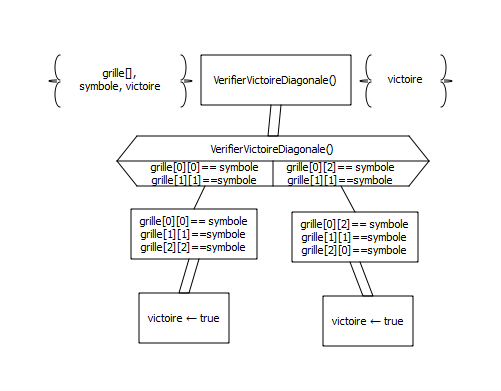 grille[],
symbole, victoire
VerifierVictoireDiagonale()
victoire
VerifierVictoireDiagonale()
grille[0][0]== symbole
grille[1][1]==symbole
grille[0][2]== symbole
grille[1][1]==symbole
grille[0][0]== symbole
grille[1][1]==symbole
grille[2][2]==symbole
grille[0][2]== symbole
grille[1][1]==symbole
grille[2][0]==symbole
victoire ← true
victoire ← true